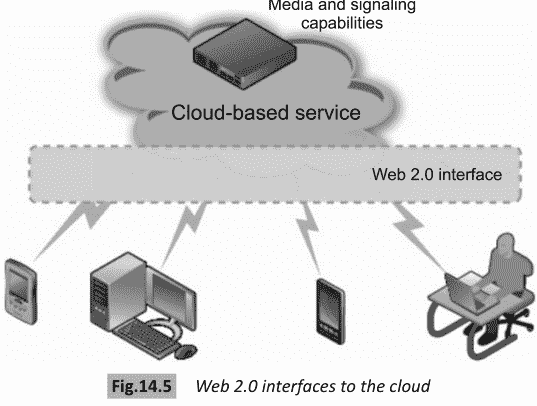 Media and signaling
capabilities
Cloud-based service
Web 2.0 interface
Fig.14.5 Web 2.0 interfaces to the cloud